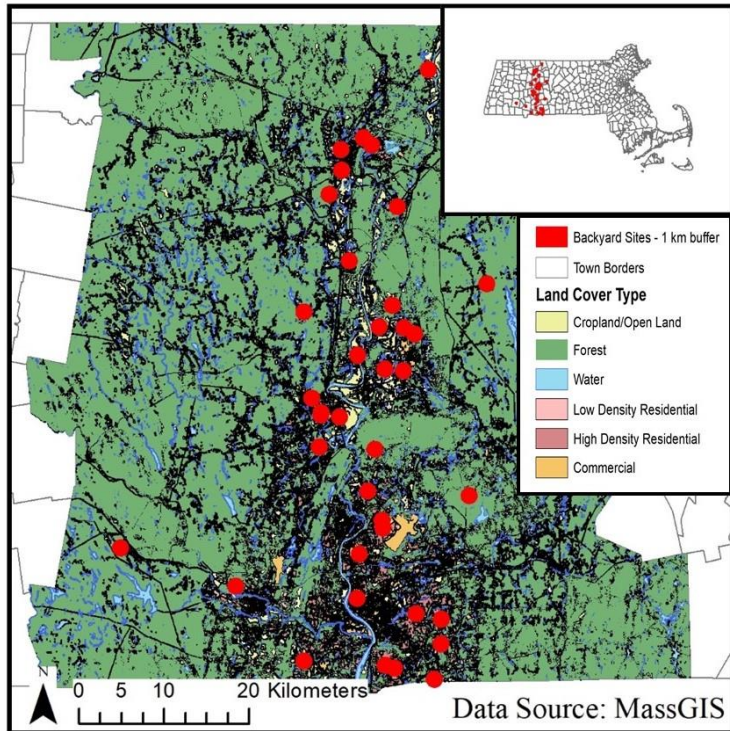 Backyard Sites - 1 km buffer
Town Borders
Land Cover Type
Cropland/Open Land
Forest
Water
Low Density Residential
High Density Residential
Commercial
N
0 5 10 20 Kilometers
Data Source: MassGIS